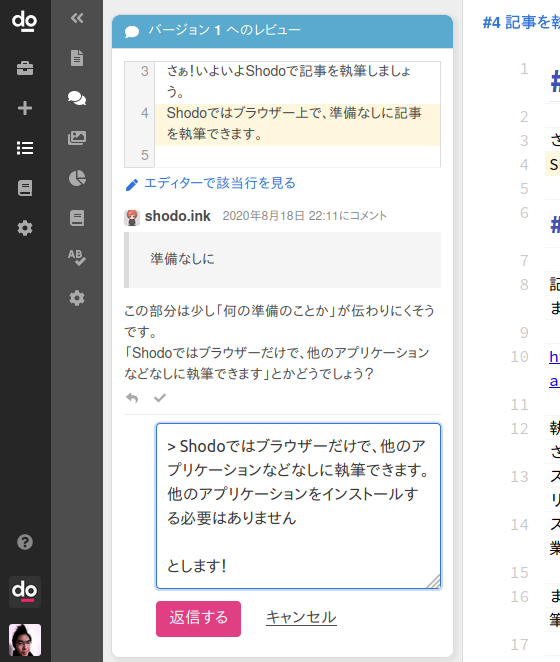 do
バージョン 1 へのレビュー
3 さぁ！いよいよShodoで記事を執筆しましょ
う。
4 Shodoではブラウザー上で、準備なしに記事
を執筆できます。
5
エディターで該当行を見る
shodo.ink 2020年8月18日 22:11にコメント
準備なしに
この部分は少し「何の準備のことか」が伝わりにくそう
です。
「Shodoではブラウザーだけで、他のアプリケーション
などなしに執筆できます」とかどうでしょう？
> Shodoではブラウザーだけで、他のア
プリケーションなどなしに執筆できます。
他のアプリケーションをインストールす
る必要はありません
とします！
返信する キャンセル
do
AB
#4 記事を執
1 #
2
3 さ
4 S
5
6 #
7
8 記
ま
9
10 h
a
11
12 執
さ
13 ス
リ
14 ス
業
15
16 ま
筆
17